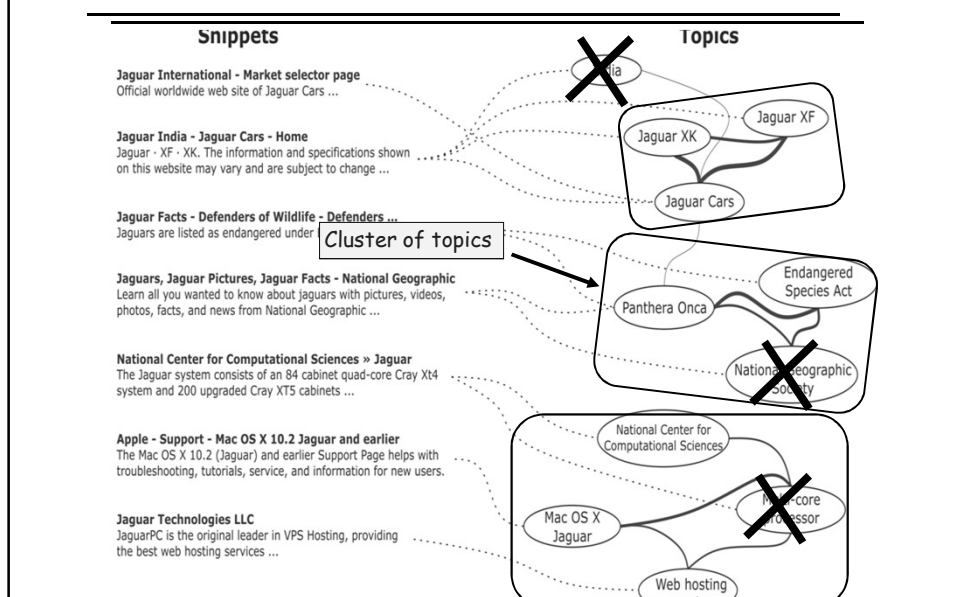 Snippets
Topics
Jaguar International - Market selector page
Official worldwide web site of Jaguar Cars ...
Jaguar India - Jaguar Cars - Home
Jaguar · XF · XK. The information and specifications shown
on this website may vary and are subject to change ...
Jaguar Facts - Defenders of Wildlife - Defenders ...
Jaguars are listed as endangered under
Jaguars, Jaguar Pictures, Jaguar Facts - National Geographic
Learn all you wanted to know about jaguars with pictures, videos,
photos, facts, and news from National Geographic ...
National Center for Computational Sciences » Jaguar
The Jaguar system consists of an 84 cabinet quad-core Cray Xt4
system and 200 upgraded Cray XT5 cabinets ...
Apple - Support - Mac OS X 10.2 Jaguar and earlier
The Mac OS X 10.2 (Jaguar) and earlier Support Page helps with
troubleshooting, tutorials, service, and information for new users.
Jaguar Technologies LLC
JaguarPC is the original leader in VPS Hosting, providing
the best web hosting services ...
Cluster of topics
Jaguar XF
Jaguar XK
Jaguar Cars
Endangered
Species Act
Panthera Onca
National Geographic
Society
National Center for
Computational Sciences
Mac OS X
Jaguar
Web hosting